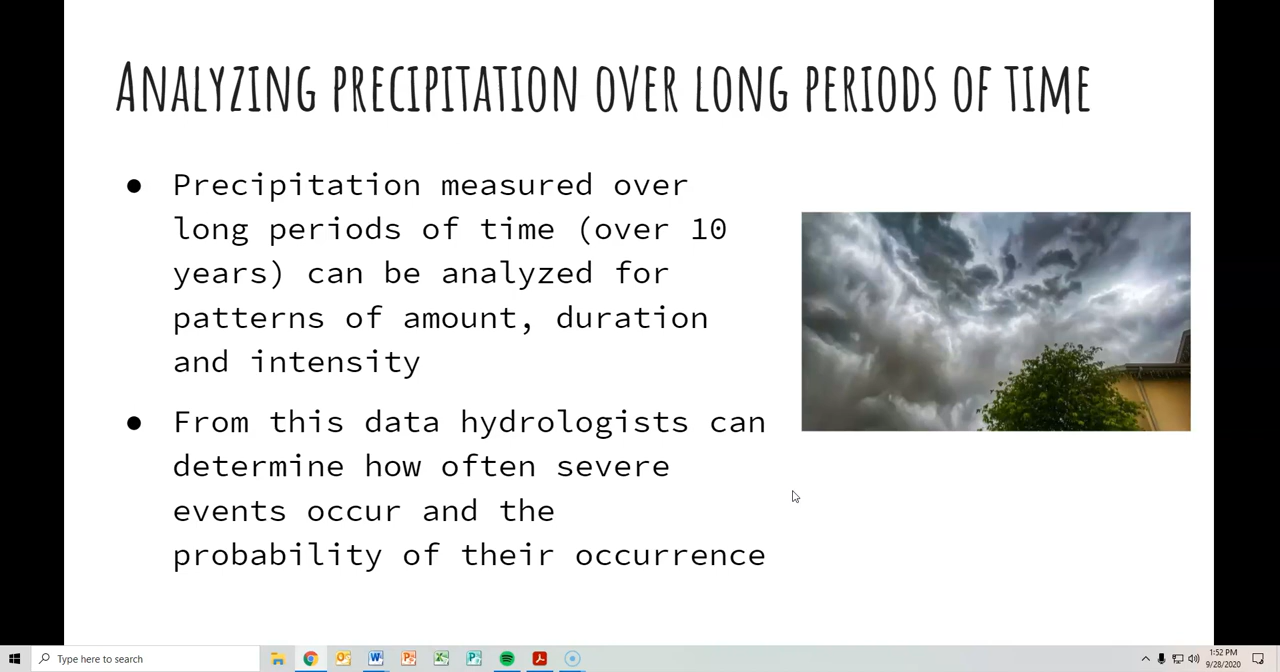 Analyzing precipitation over long periods of time
● Precipitation measured over
long periods of time (over 10
years) can be analyzed for
patterns of amount, duration
and intensity
● From this data hydrologists can
determine how often severe
events occur and the
probability of their occurrence
Type here to search
1:52 PM
9/28/2020